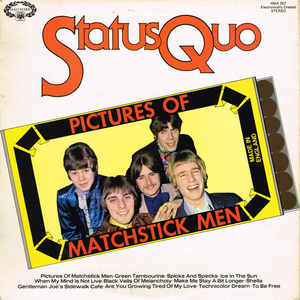 HALLMARK
HMA 257
Electronically Created
STEREO
Status Quo
PICTURES OF
MATCHSTICK MEN
MADE IN
ENGLAND
Pictures Of Matchstick Men·Green Tambourine·Spicks And Specks·Ice In The Sun
When My Mind Is Not Live·Black Veils Of Melancholy·Make Me Stay A Bit Longer·Sheila
Gentleman Joe's Sidewalk Cafe·Are You Growing Tired Of My Love·Technicolor Dream·To Be Free